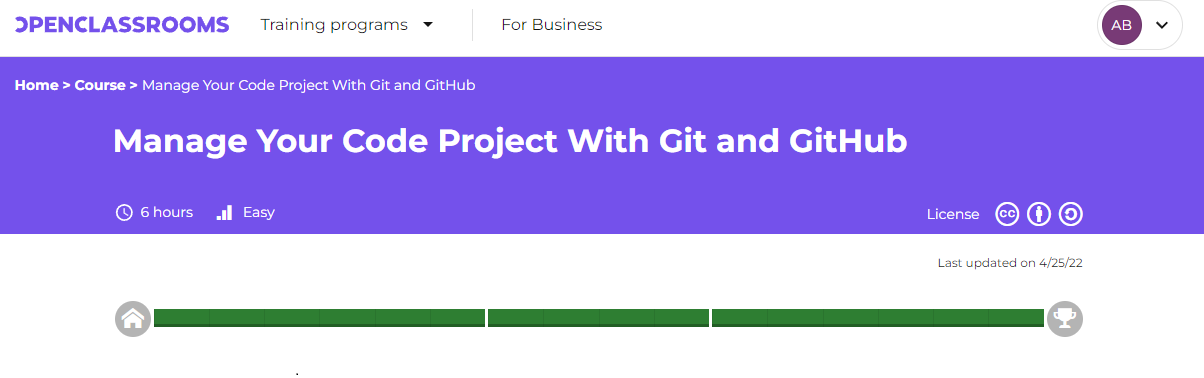 OPENCLASSROOMS Training programs For Business AB
Home > Course > Manage Your Code Project With Git and GitHub
Manage Your Code Project With Git and GitHub
6 hours Easy License cc
Last updated on 4/25/22